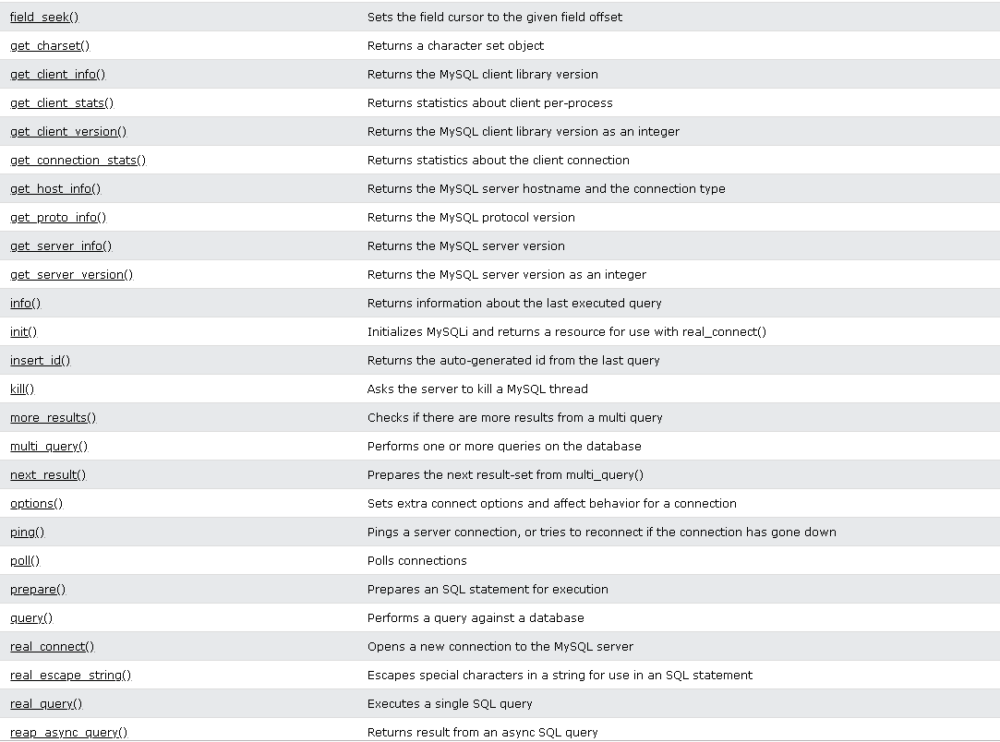 field_seek() Sets the field cursor to the given field offset
get_charset() Returns a character set object
get_client_info() Returns the MySQL client library version
get_client_stats() Returns statistics about client per-process
get_client_version() Returns the MySQL client library version as an integer
get_connection_stats() Returns statistics about the client connection
get_host_info() Returns the MySQL server hostname and the connection type
get_proto_info() Returns the MySQL protocol version
get_server_info() Returns the MySQL server version
get_server_version() Returns the MySQL server version as an integer
info() Returns information about the last executed query
init() Initializes MySQLi and returns a resource for use with real_connect()
insert_id() Returns the auto-generated id from the last query
kill() Asks the server to kill a MySQL thread
more_results() Checks if there are more results from a multi query
multi_query() Performs one or more queries on the database
next_result() Prepares the next result-set from multi_query()
options() Sets extra connect options and affect behavior for a connection
ping() Pings a server connection, or tries to reconnect if the connection has gone down
poll() Polls connections
prepare() Prepares an SQL statement for execution
query() Performs a query against a database
real_connect() Opens a new connection to the MySQL server
real_escape_string() Escapes special characters in a string for use in an SQL statement
real_query() Executes a single SQL query
reap_async_query() Returns result from an async SQL query